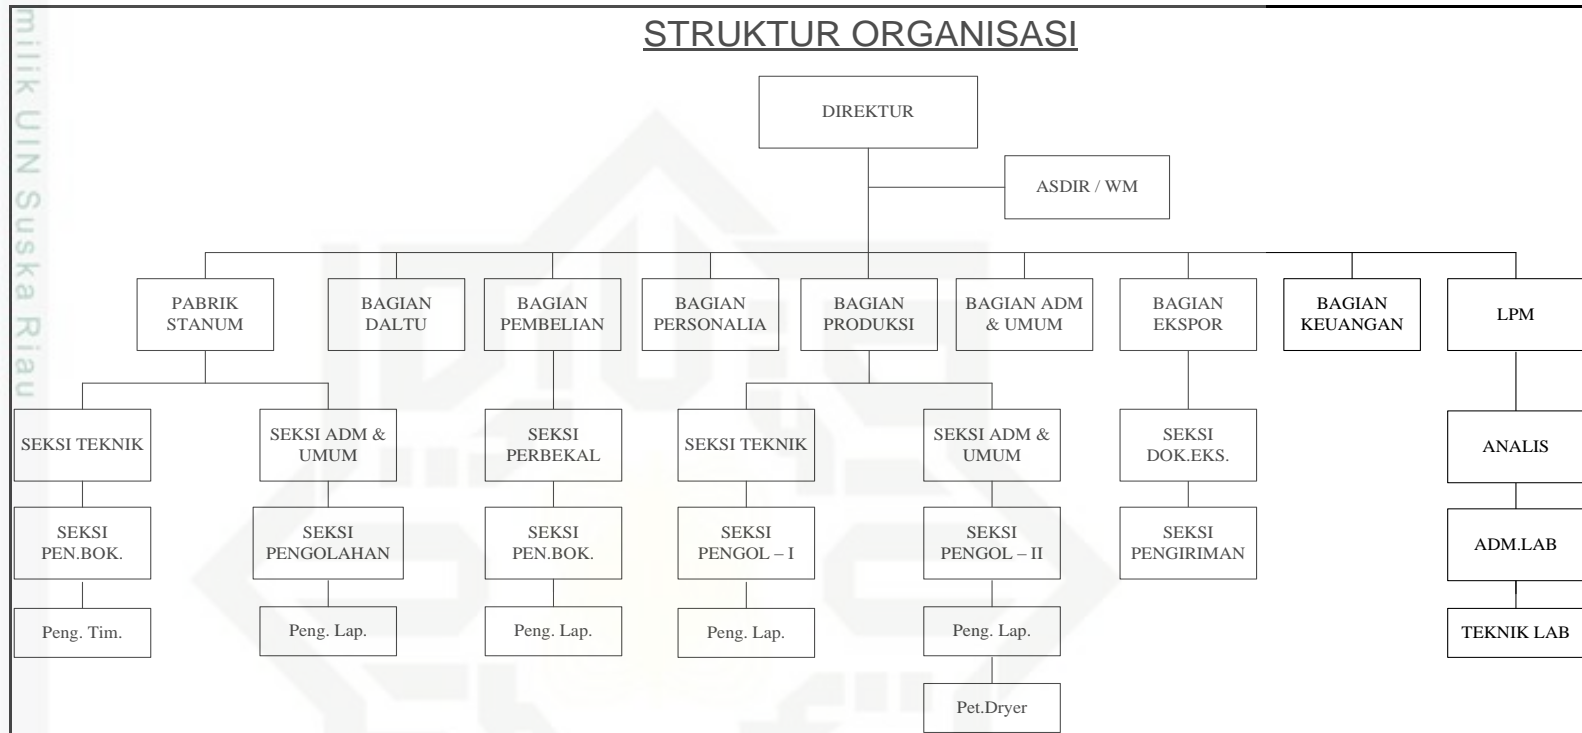 milik UIN Suska Riau
STRUKTUR ORGANISASI
DIREKTUR
ASDIR / WM
PABRIK
STANUM
BAGIAN
DALTU
BAGIAN
PEMBELIAN
BAGIAN
PERSONALIA
BAGIAN
PRODUKSI
BAGIAN ADM
& UMUM
BAGIAN
EKSPOR
BAGIAN
KEUANGAN
LPM
SEKSI TEKNIK
SEKSI ADM &
UMUM
SEKSI
PERBEKAL
SEKSI TEKNIK
SEKSI ADM &
UMUM
SEKSI
DOK.EKS.
ANALIS
SEKSI
PEN.BOK.
SEKSI
PENGOLAHAN
SEKSI
PEN.BOK.
SEKSI
PENGOL – I
SEKSI
PENGOL – II
SEKSI
PENGIRIMAN
ADM.LAB
Peng. Tim.
Peng. Lap.
Peng. Lap.
Peng. Lap.
Peng. Lap.
TEKNIK LAB
Pet.Dryer